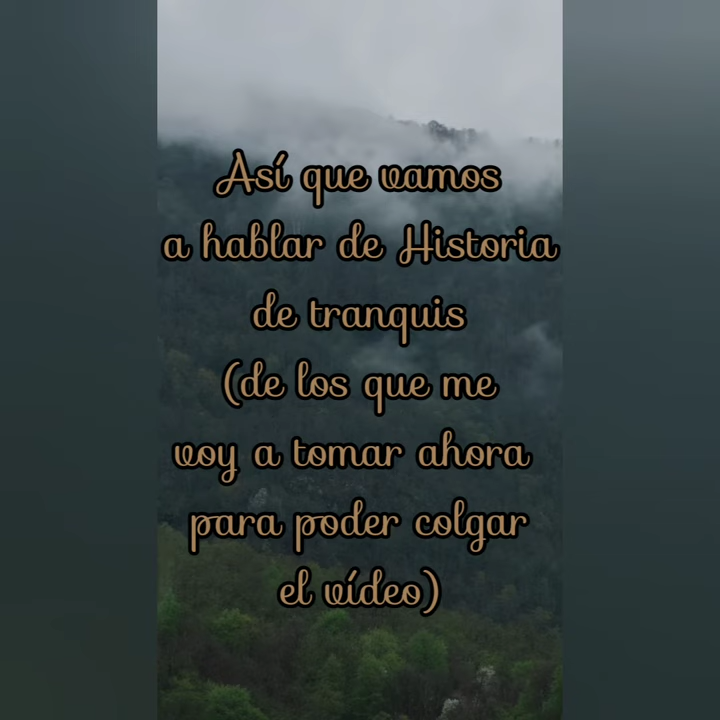 Así que vamos
a hablar de Historia
de tranquis
(de los que me
voy a tomar ahora
para poder colgar
el vídeo)